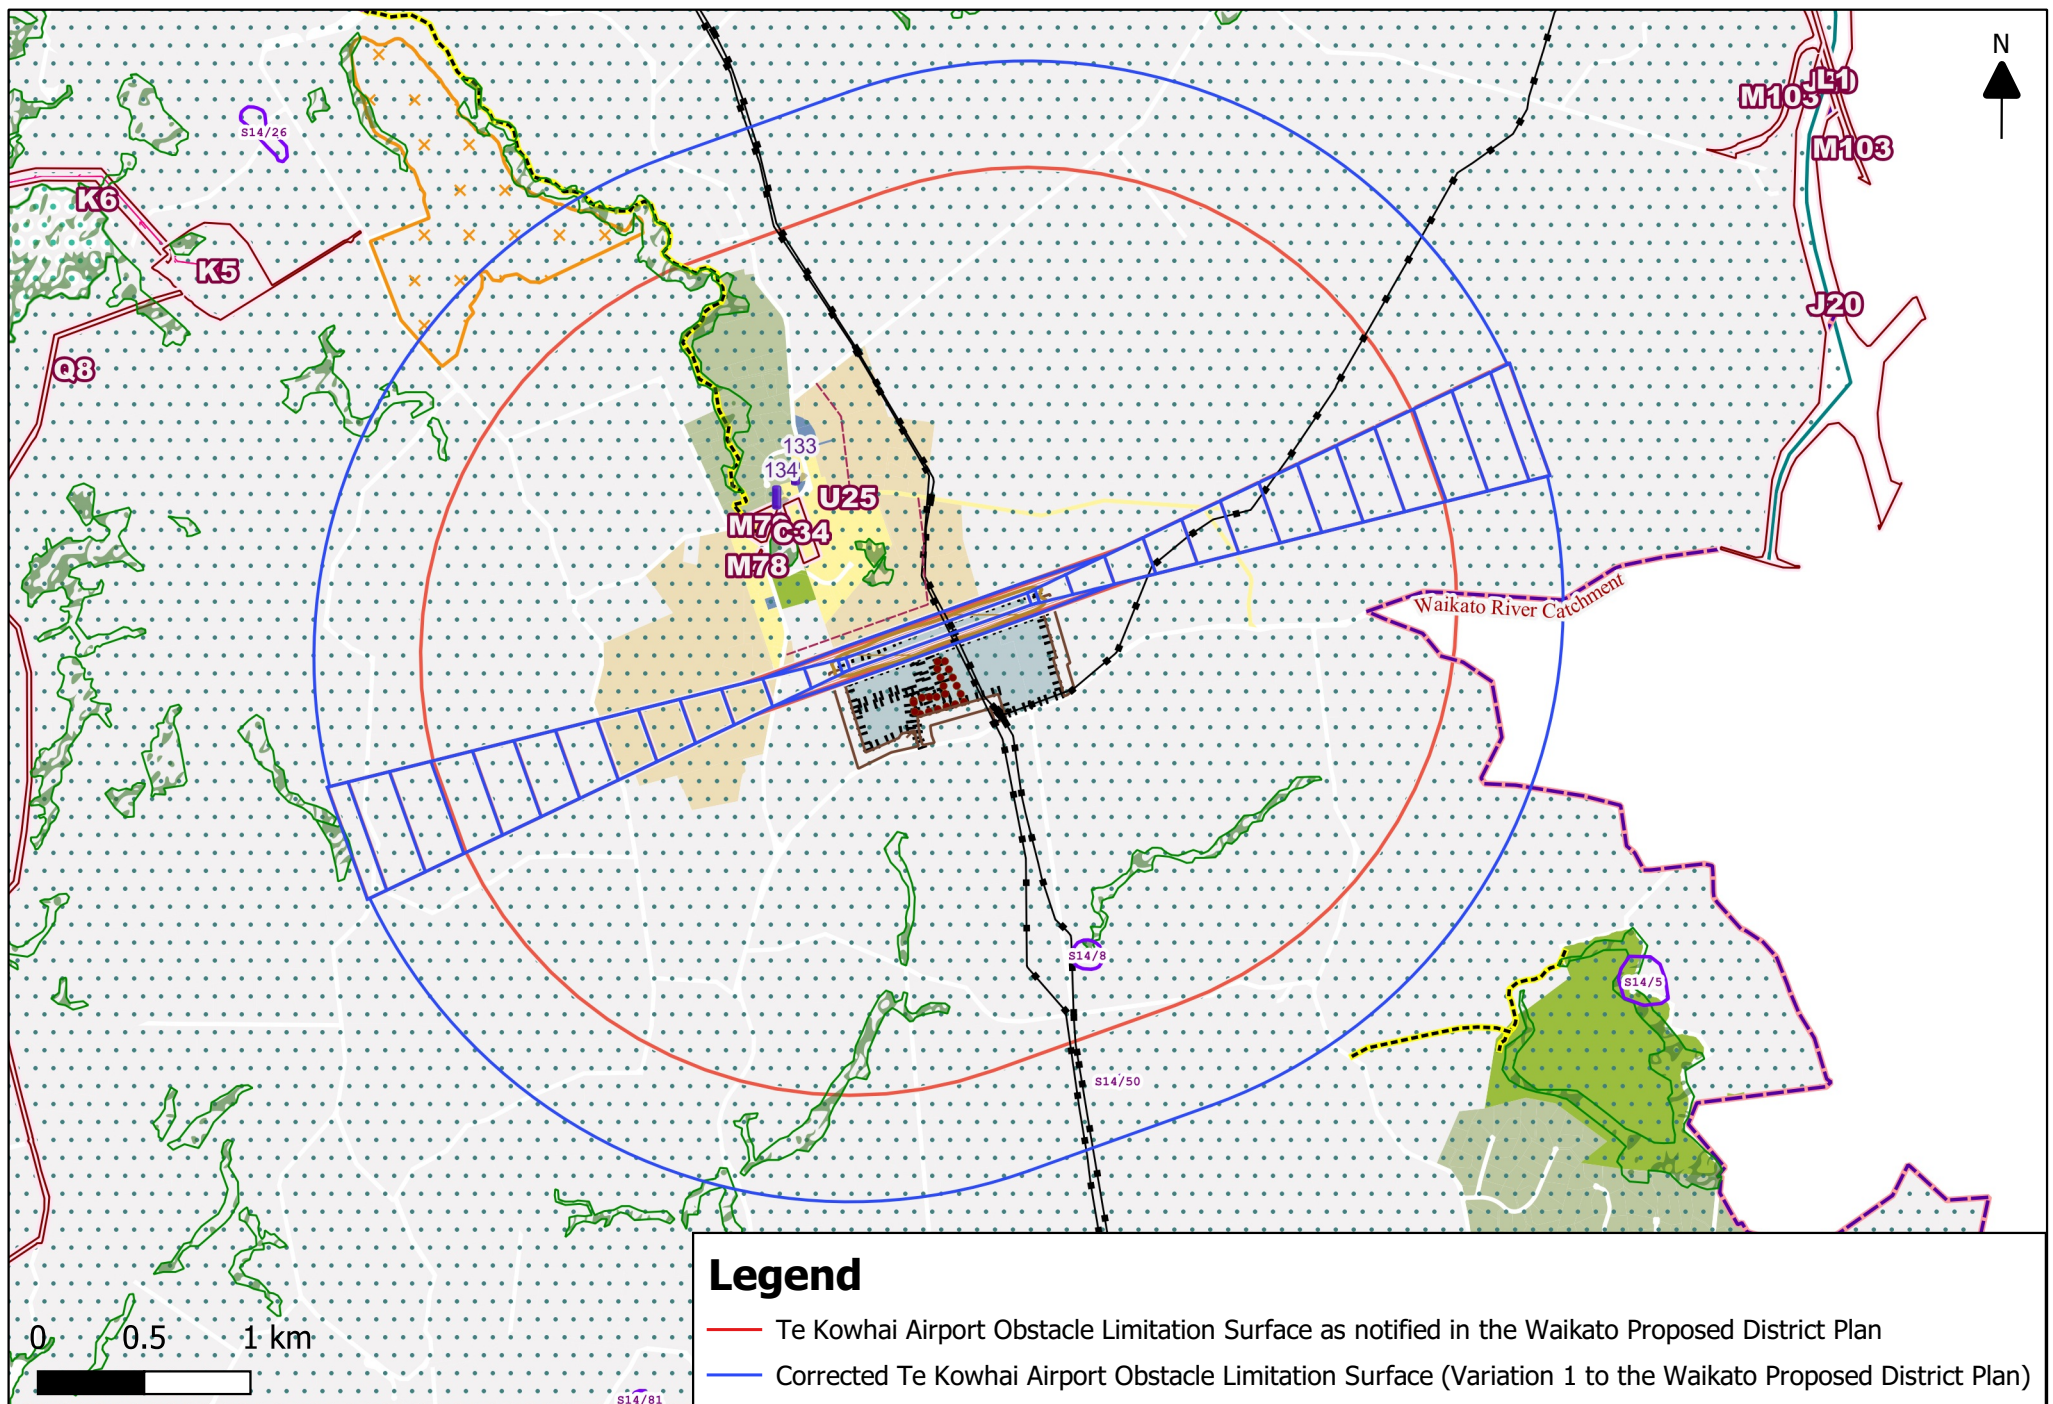 N
S14/26
M103
M103
K6
K5
J20
Q8
133
134
U25
C34
M78
Waikato River Catchment
S14/8
S14/5
S14/50
Legend
Te Kowhai Airport Obstacle Limitation Surface as notified in the Waikato Proposed District Plan
Corrected Te Kowhai Airport Obstacle Limitation Surface (Variation 1 to the Waikato Proposed District Plan)
0 0.5 1 km
S14/81